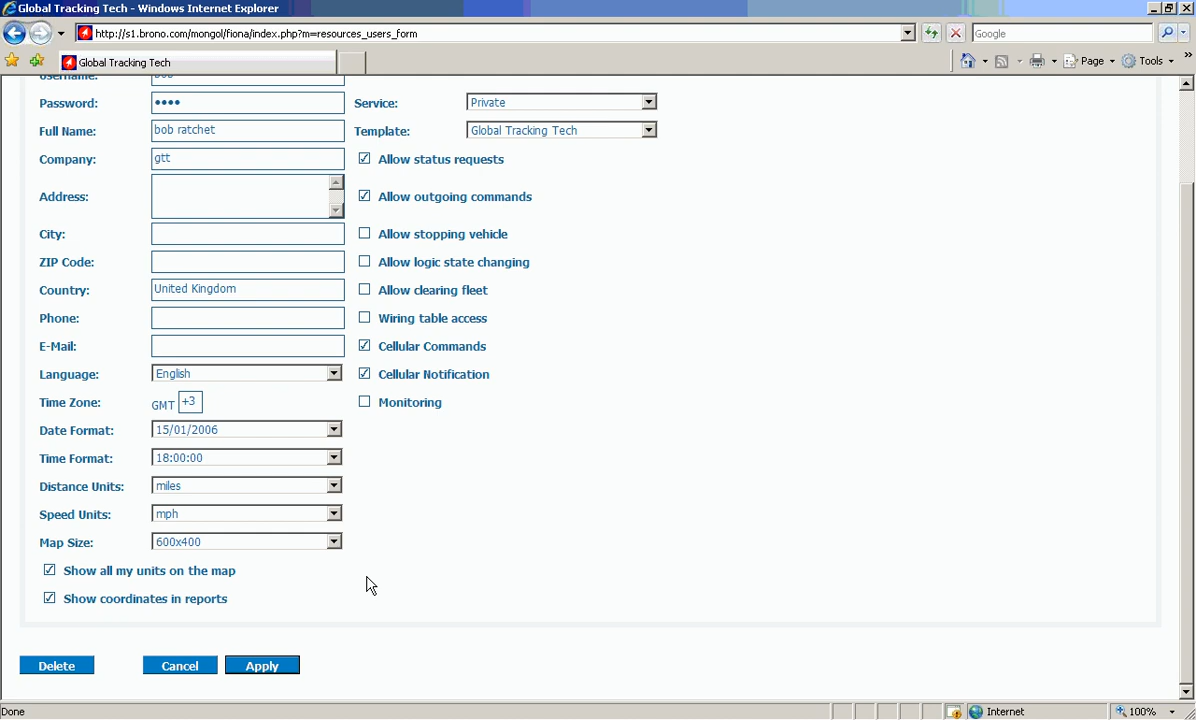 Global Tracking Tech - Windows Internet Explorer
http://s1.brono.com/mongol/fiona/index.php?m=resources_users_form
Google
Global Tracking Tech
Page
Tools
»
Username: bob
Password: •••• Service: Private
Full Name: bob ratchet Template: Global Tracking Tech
Company: gtt Allow status requests
Address: Allow outgoing commands
City: Allow stopping vehicle
ZIP Code: Allow logic state changing
Country: United Kingdom Allow clearing fleet
Phone: Wiring table access
E-Mail: Cellular Commands
Language: English Cellular Notification
Time Zone: GMT +3 Monitoring
Date Format: 15/01/2006
Time Format: 18:00:00
Distance Units: miles
Speed Units: mph
Map Size: 600x400
Show all my units on the map
Show coordinates in reports
Delete Cancel Apply
Done Internet 100%